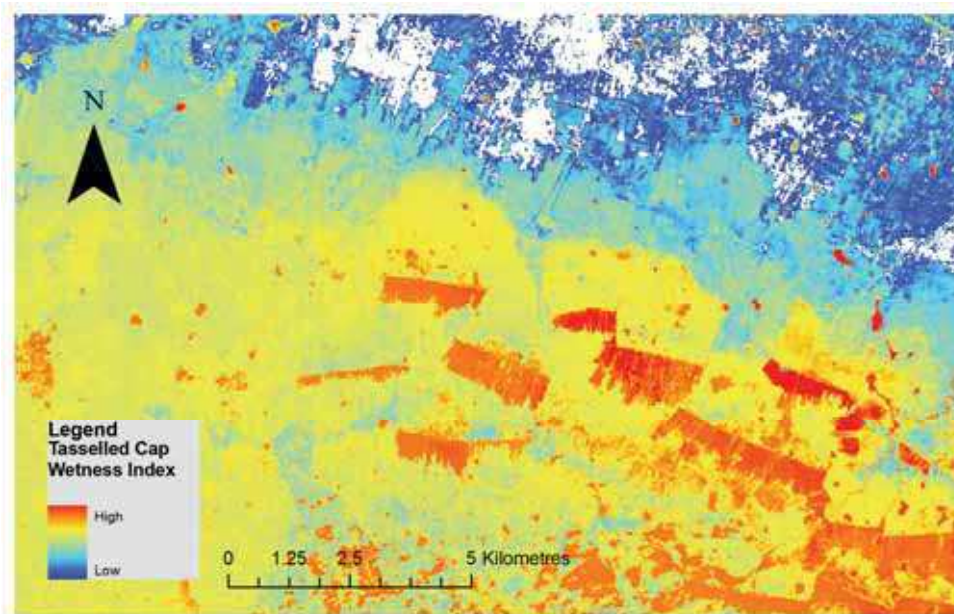 N
Legend
Tasselled Cap
Wetness Index
High
Low
0 1.25 2.5 5 Kilometres